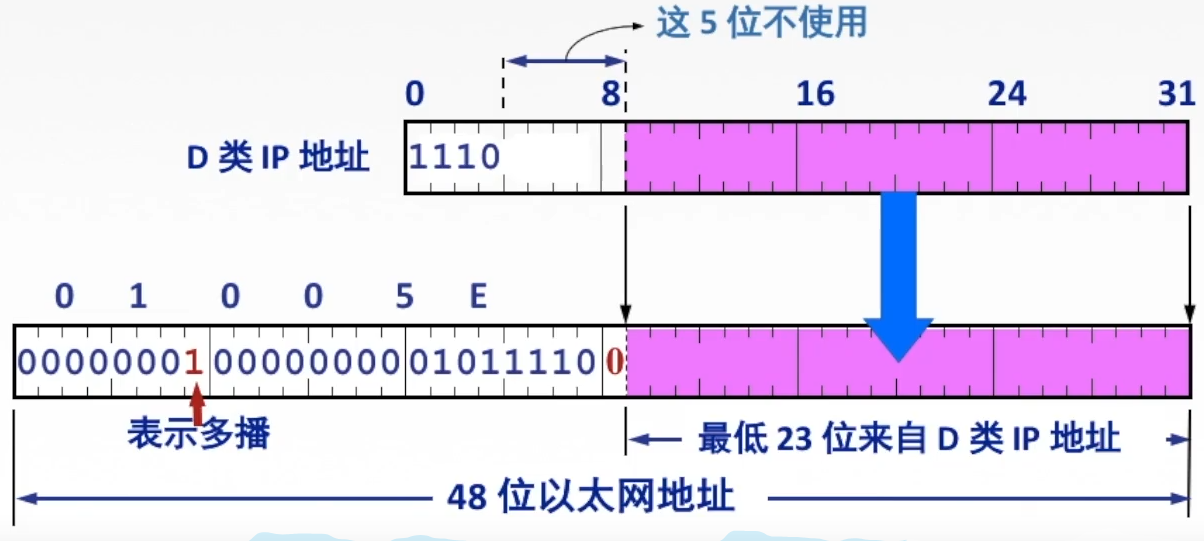 这 5 位不使用
0 8 16 24 31
D 类 IP 地址 1110
0 1 0 0 5 E
00000001 00000000 01011110 0
表示多播
最低 23 位来自 D 类 IP 地址
48 位以太网地址